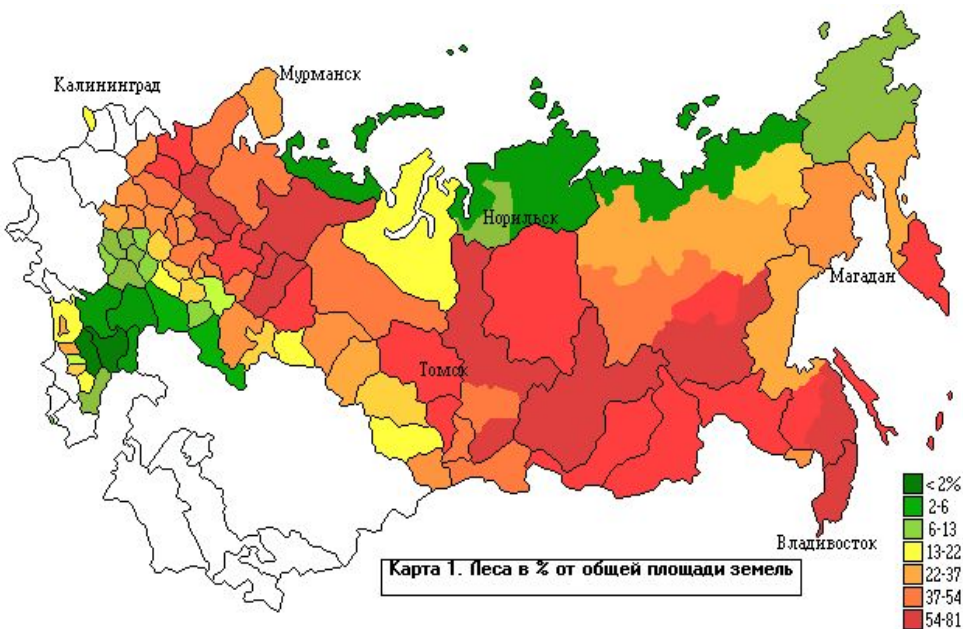 Мурманск
Калининград
Норильск
Магадан
Томск
Владивосток
Карта 1. Леса в % от общей площади земель
< 2%
2-6
6-13
13-22
22-37
37-54
54-81